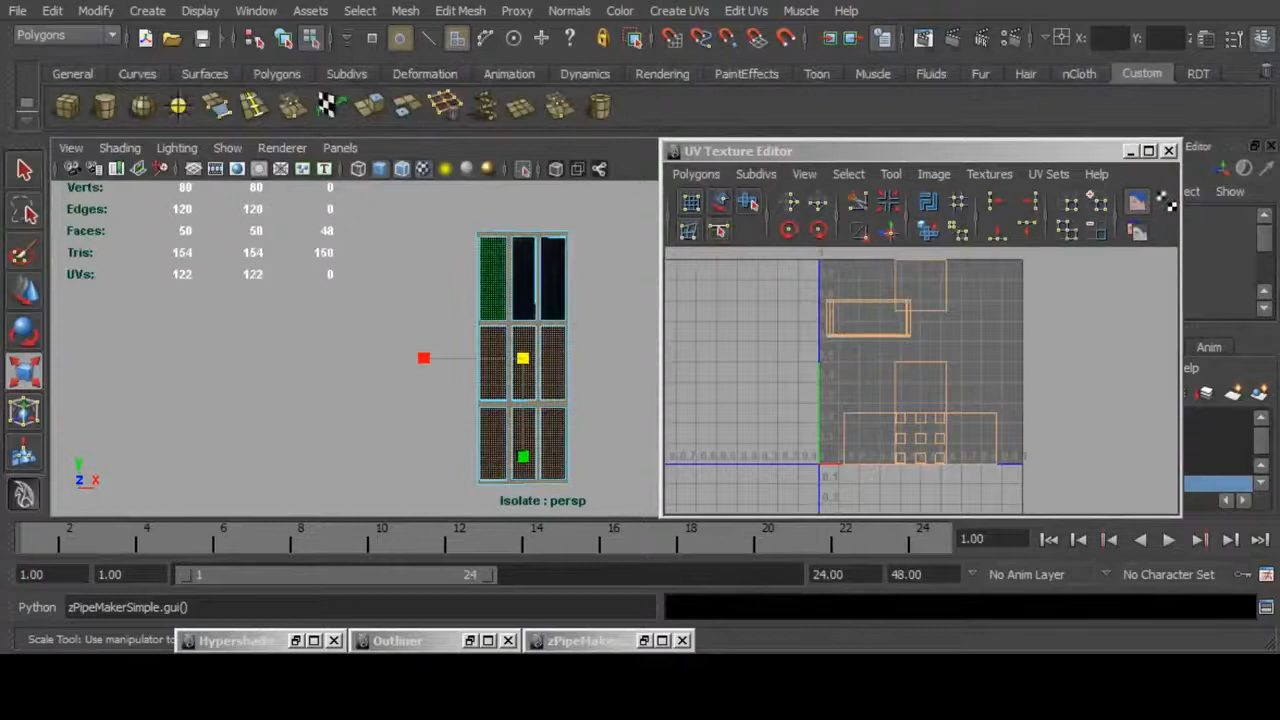 File Edit Modify Create Display Window Assets Select Mesh Edit Mesh Proxy Normals Color Create UVs Edit UVs Muscle Help
Polygons X: Y: Z
General Curves Surfaces Polygons Subdivs Deformation Animation Dynamics Rendering PaintEffects Toon Muscle Fluids Fur Hair nCloth Custom RDT
View Shading Lighting Show Renderer Panels
UV Texture Editor
Editor
Polygons Subdivs View Select Tool Image Textures UV Sets Help
Show
Verts: 80 80 0
Edges: 120 120 0
Faces: 50 50 48
Tris: 154 154 150
UVs: 122 122 0
Anim
y
z x
isolate : persp
2 4 6 8 10 12 14 16 18 20 22 24
1.00
1.00 1.00 1 24 24.00 48.00 No Anim Layer No Character Set
Python zPipeMakerSimple.gui()
Scale Tool: Use manipulator to
Hypershade Outliner zPipeMake